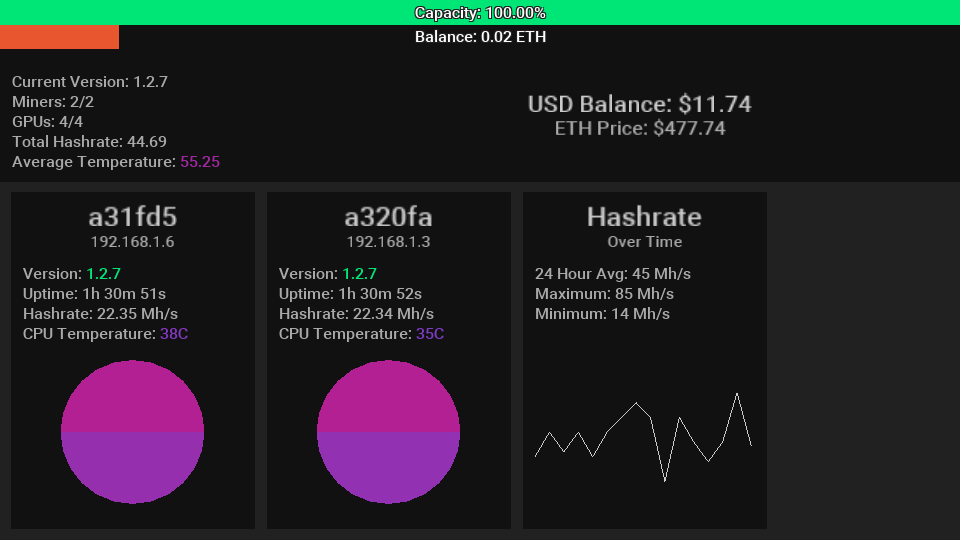 Capacity: 100.00%
Balance: 0.02 ETH
Current Version: 1.2.7
Miners: 2/2
GPUs: 4/4
Total Hashrate: 44.69
Average Temperature: 55.25
USD Balance: $11.74
ETH Price: $477.74
a31fd5
192.168.1.6
Version: 1.2.7
Uptime: 1h 30m 51s
Hashrate: 22.35 Mh/s
CPU Temperature: 38C
a320fa
192.168.1.3
Version: 1.2.7
Uptime: 1h 30m 52s
Hashrate: 22.34 Mh/s
CPU Temperature: 35C
Hashrate
Over Time
24 Hour Avg: 45 Mh/s
Maximum: 85 Mh/s
Minimum: 14 Mh/s